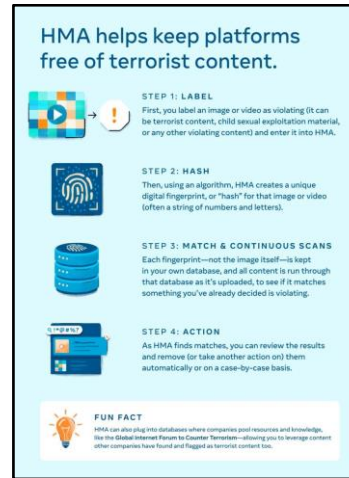 HMA helps keep platforms
free of terrorist content.
STEP 1: LABEL
First, you label an image or video as violating (it can
be terrorist content, child sexual exploitation material,
or any other violating content) and enter it into HMA.
STEP 2: HASH
Then, using an algorithm, HMA creates a unique
digital fingerprint, or "hash" for that image or video
(often a string of numbers and letters).
STEP 3: MATCH & CONTINUOUS SCANS
Each fingerprint—not the image itself—is kept
in your own database, and all content is run through
that database as it's uploaded, to see if it matches
something you've already decided is violating.
STEP 4: ACTION
As HMA finds matches, you can review the results
and remove (or take another action on) them
automatically or on a case-by-case basis.
FUN FACT
HMA can also plug into databases where companies pool resources and knowledge,
like the Global Internet Forum to Counter Terrorism—allowing you to leverage content
other companies have found and flagged as terrorist content too.